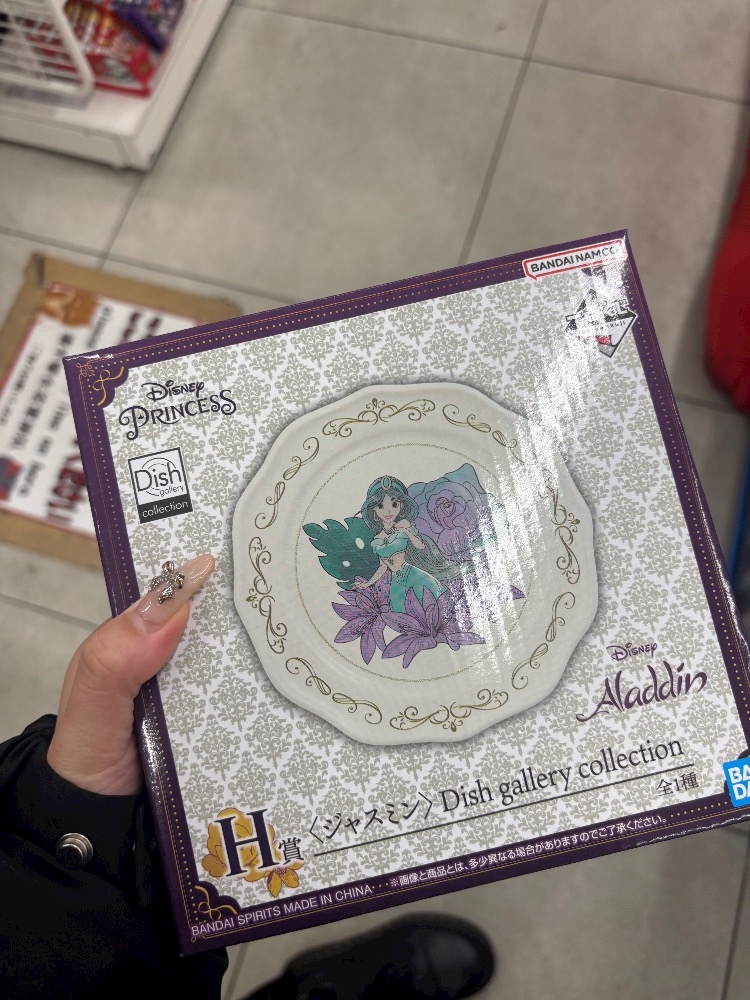 BANDAI NAMCO
Disney
PRINCESS
Dish
gallery
collection
Disney
Aladdin
H賞
〈ジャスミン〉Dish gallery collection
全1種
BANDAI SPIRITS MADE IN CHINA･･･※画像と商品とは、多少異なる場合がありますのでご了承ください。